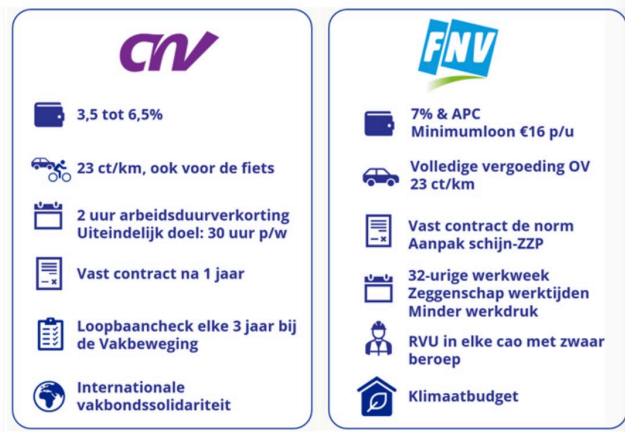 CNV
3,5 tot 6,5%
23 ct/km, ook voor de fiets
2 uur arbeidsduurverkorting
Uiteindelijk doel: 30 uur p/w
Vast contract na 1 jaar
Loopbaancheck elke 3 jaar bij
de Vakbeweging
Internationale
vakbondssolidariteit
FNV
7% & APC
Minimumloon €16 p/u
Volledige vergoeding OV
23 ct/km
Vast contract de norm
Aanpak schijn-ZZP
32-urige werkweek
Zeggenschap werktijden
Minder werkdruk
RVU in elke cao met zwaar
beroep
Klimaatbudget